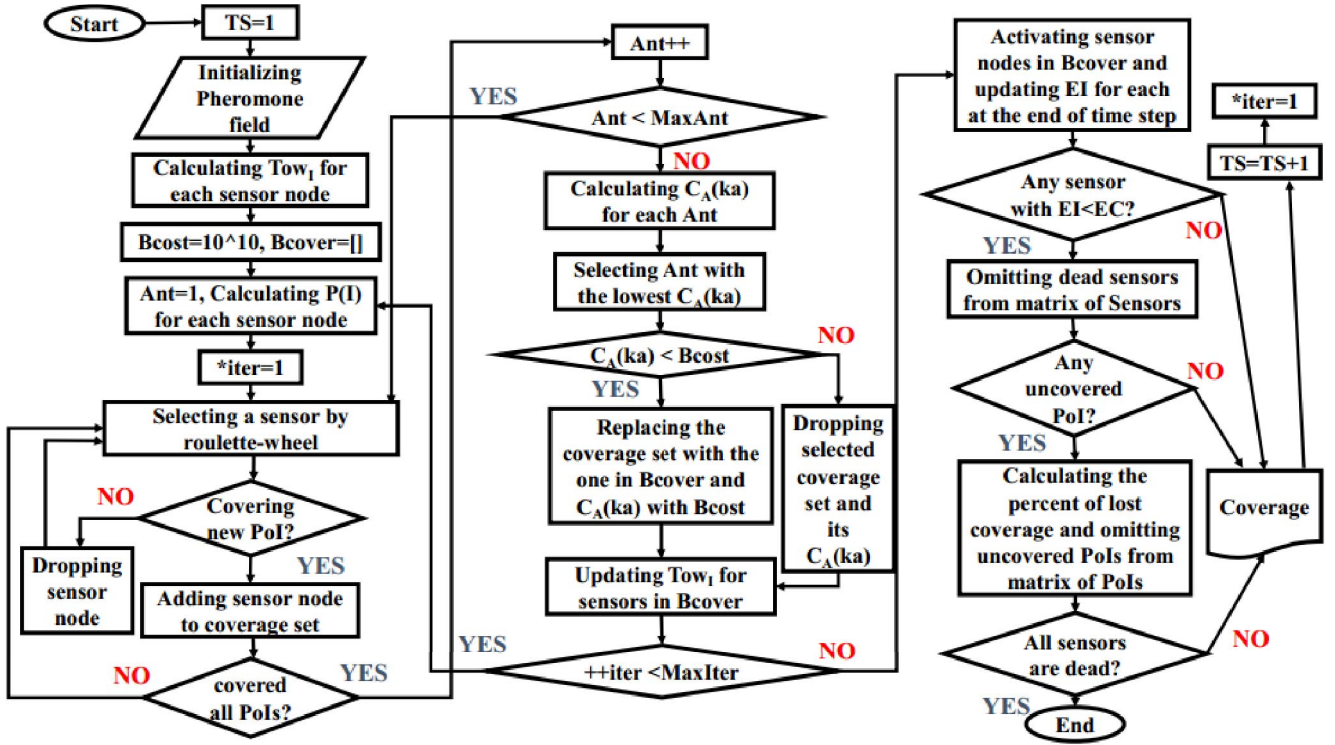 Start
TS=1
Initializing
Pheromone
field
Calculating Tow_I for
each sensor node
Bcost=10^10, Bcover=[]
Ant=1, Calculating P(I)
for each sensor node
*iter=1
Selecting a sensor by
roulette-wheel
NO
Covering
new PoI?
Dropping
sensor
node
YES
Adding sensor node
to coverage set
NO
covered
all PoIs?
YES
Ant++
YES
Ant < MaxAnt
NO
Calculating C_A(ka)
for each Ant
Selecting Ant with
the lowest C_A(ka)
C_A(ka) < Bcost
NO
YES
Replacing the
coverage set with the
one in Bcover and
C_A(ka) with Bcost
Dropping
selected
coverage
set and
its
C_A(ka)
Updating Tow_I for
sensors in Bcover
YES
++iter <MaxIter
NO
Activating sensor
nodes in Bcover and
updating EI for each
at the end of time step
*iter=1
TS=TS+1
Any sensor
with EI<EC?
NO
YES
Omitting dead sensors
from matrix of Sensors
Any
uncovered
PoI?
NO
YES
Calculating the
percent of lost
coverage and omitting
uncovered PoIs from
matrix of PoIs
Coverage
All sensors
are dead?
NO
YES
End